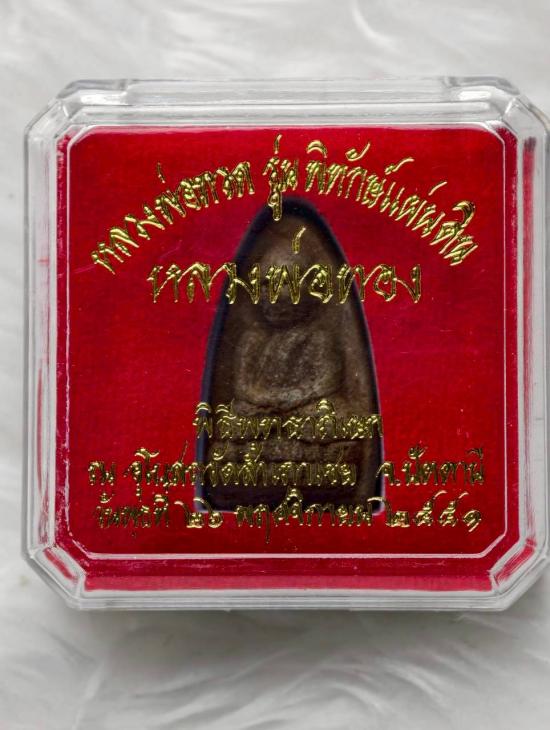 หลวงพ่อทวด รุ่น พิทักษ์แผ่นดิน
หลวงพ่อทอง
พิธีพุทธาภิเษก
ณ อุโบสถวัดสำเภาเชย จ.ปัตตานี
วันพุธที่ ๒๖ พฤศจิกายน ๒๕๕๑